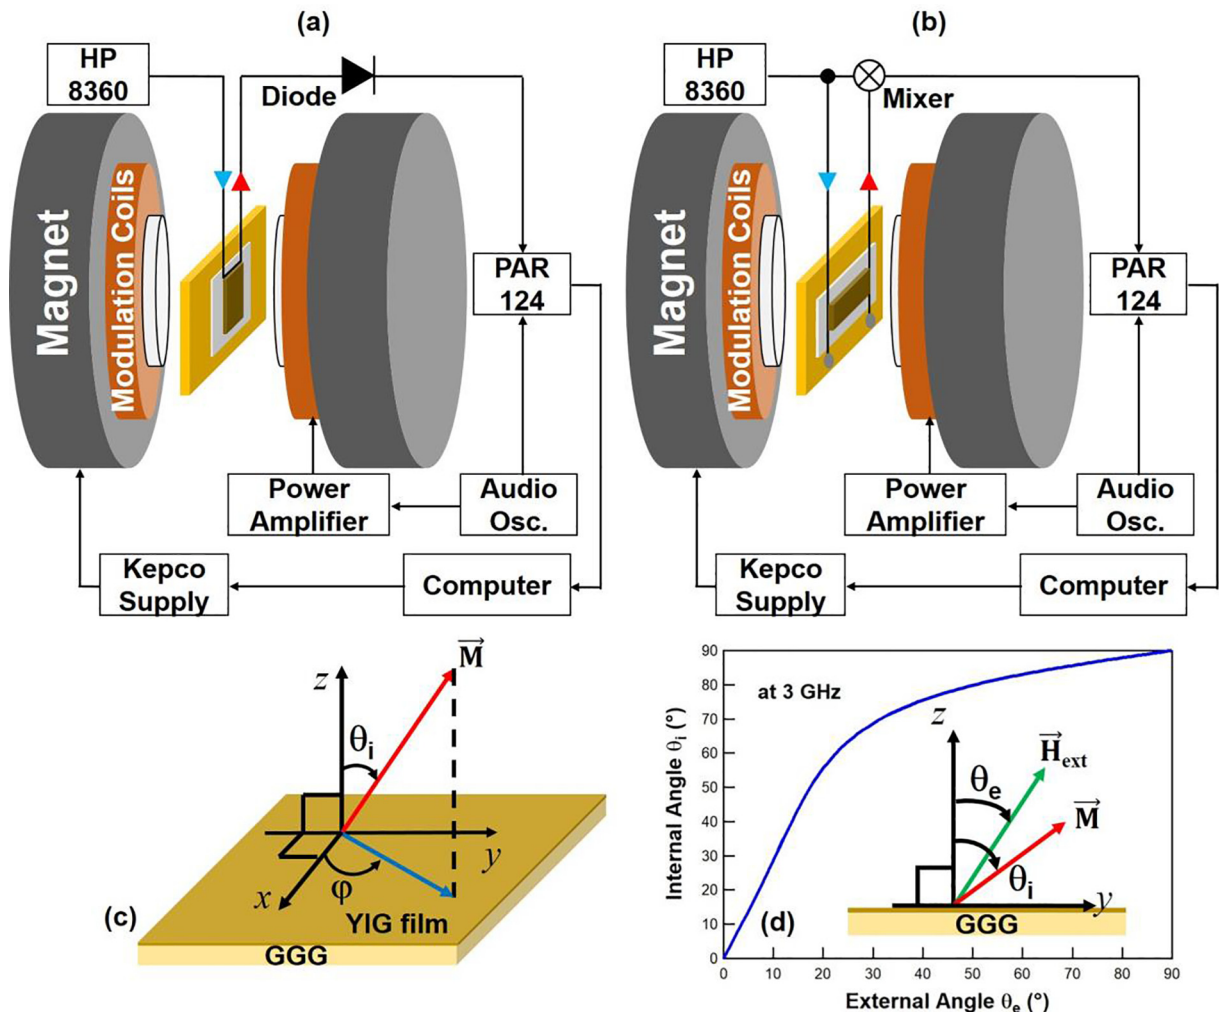 (a)
HP
8360
Diode
Magnet
Modulation Coils
PAR
124
Power
Amplifier
Audio
Osc.
Kepco
Supply
Computer
(b)
HP
8360
Mixer
Magnet
Modulation Coils
PAR
124
Power
Amplifier
Audio
Osc.
Kepco
Supply
Computer
(c)
z
M⃗
θi
y
x
φ
YIG film
GGG
(d)
at 3 GHz
Internal Angle θi (°)
90
80
70
60
50
40
30
20
10
0
z
H⃗ext
θe
M⃗
θi
y
GGG
0 10 20 30 40 50 60 70 80 90
External Angle θe (°)